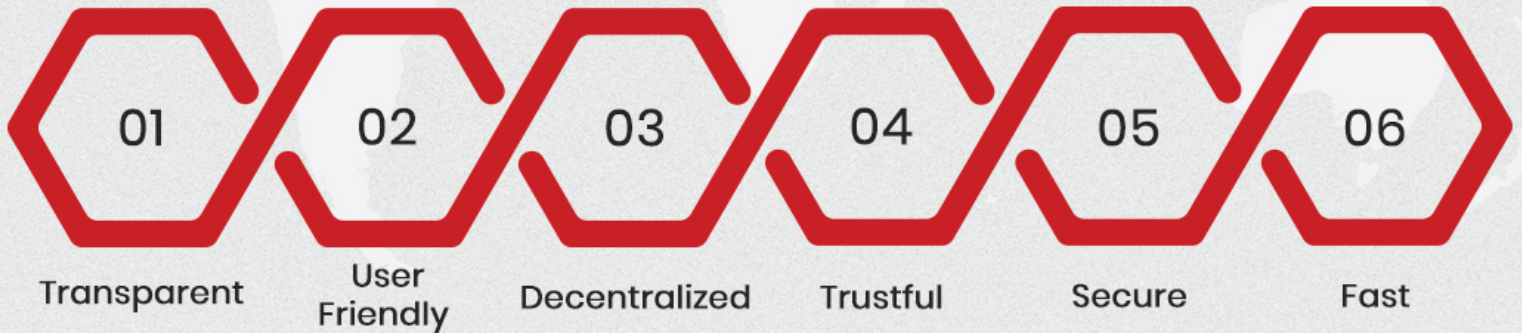 01
02
03
04
05
06
Transparent
User
Friendly
Decentralized
Trustful
Secure
Fast